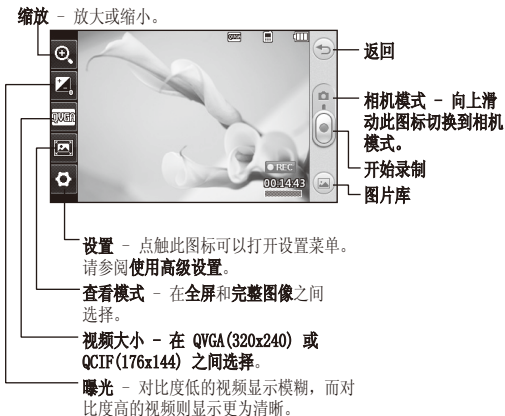 缩放 - 放大或缩小。
QVGA
REC
00:14:43
返回
相机模式 - 向上滑
动此图标切换到相机
模式。
开始录制
图片库
设置 - 点触此图标可以打开设置菜单。
请参阅使用高级设置。
查看模式 - 在全屏和完整图像之间
选择。
视频大小 - 在 QVGA(320x240) 或
QCIF(176x144) 之间选择。
曝光 - 对比度低的视频显示模糊，而对
比度高的视频则显示更为清晰。